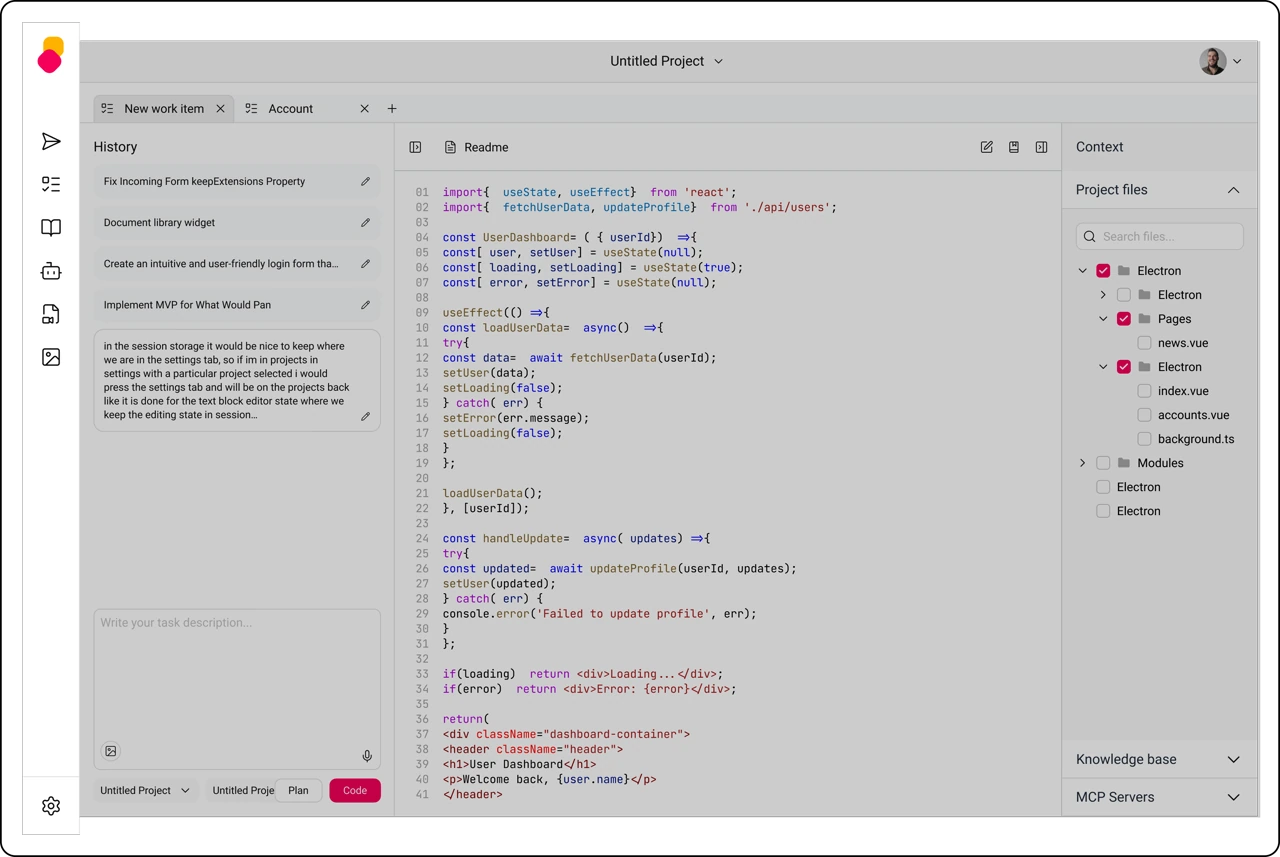 Untitled Project
New work item
Account
History
Fix Incoming Form keepExtensions Property
Document library widget
Create an intuitive and user-friendly login form tha...
Implement MVP for What Would Pan
in the session storage it would be nice to keep where
we are in the settings tab, so if im in projects in
settings with a particular project selected i would
press the settings tab and will be on the projects back
like it is done for the text block editor state where we
keep the editing state in session...
Write your task description...
Untitled Project
Untitled Proje
Plan
Code
Readme
01 import{  useState, useEffect}  from 'react';
02 import{  fetchUserData, updateProfile}  from './api/users';
03
04 const UserDashboard= ( { userId})  =>{
05 const[ user, setUser] = useState(null);
06 const[ loading, setLoading] = useState(true);
07 const[ error, setError] = useState(null);
08
09 useEffect(() =>{
10 const loadUserData=  async()  =>{
11 try{
12 const data=  await fetchUserData(userId);
13 setUser(data);
14 setLoading(false);
15 } catch( err) {
16 setError(err.message);
17 setLoading(false);
18 }
19 };
20
21 loadUserData();
22 }, [userId]);
23
24 const handleUpdate=  async( updates) =>{
25 try{
26 const updated=  await updateProfile(userId, updates);
27 setUser(updated);
28 } catch( err) {
29 console.error('Failed to update profile', err);
30 }
31 };
32
33 if(loading)  return <div>Loading...</div>;
34 if(error)  return <div>Error: {error}</div>;
35
36 return(
37 <div className="dashboard-container">
38 <header className="header">
39 <h1>User Dashboard</h1>
40 <p>Welcome back, {user.name}</p>
41 </header>
Context
Project files
Search files...
Electron
Electron
Pages
news.vue
Electron
index.vue
accounts.vue
background.ts
Modules
Electron
Electron
Knowledge base
MCP Servers